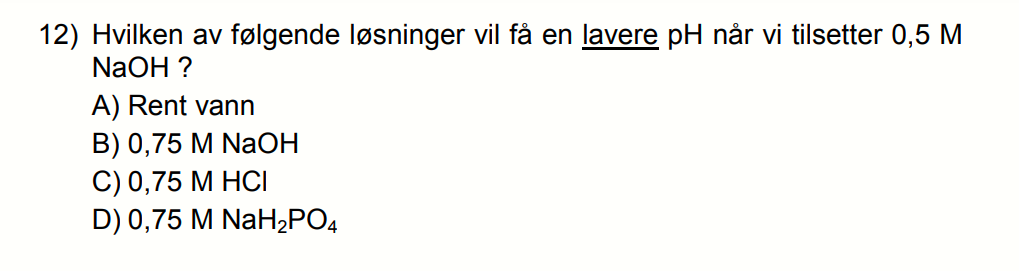 12) Hvilken av følgende løsninger vil få en lavere pH når vi tilsetter 0,5 M
NaOH ?
A) Rent vann
B) 0,75 M NaOH
C) 0,75 M HCl
D) 0,75 M NaH₂PO₄